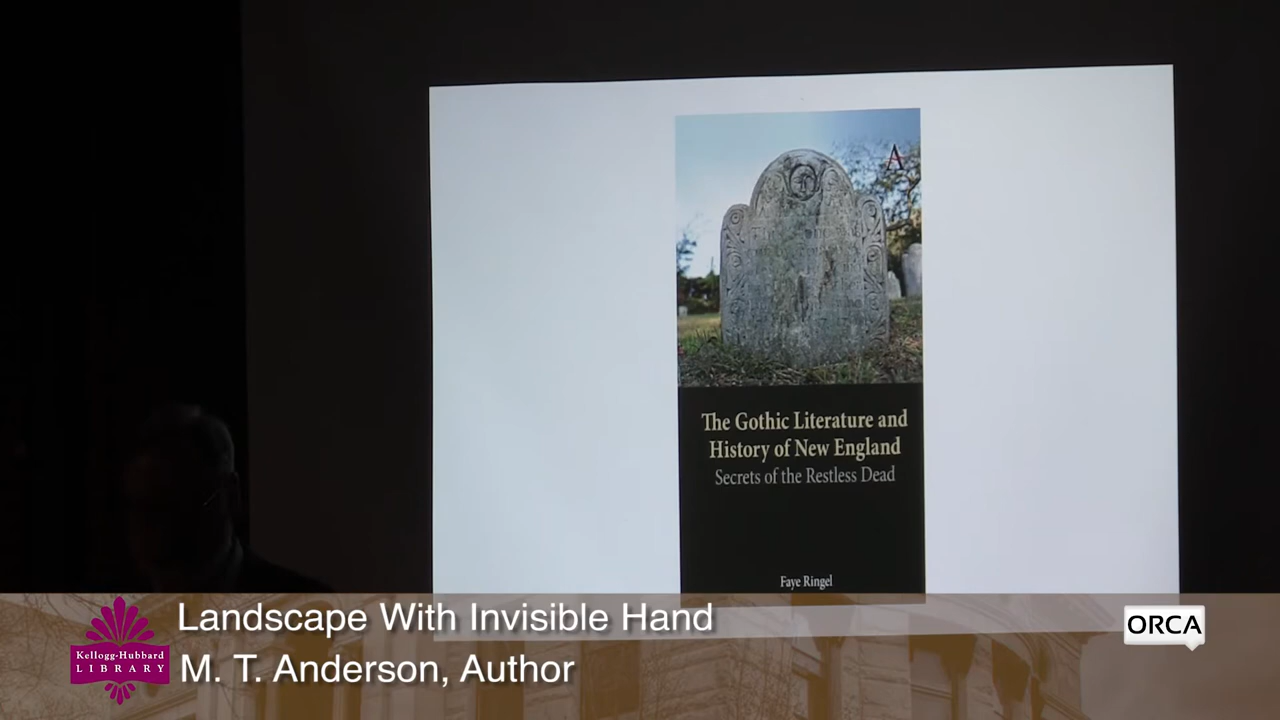 A
The Gothic Literature and
History of New England
Secrets of the Restless Dead
Faye Ringel
Landscape With Invisible Hand
M. T. Anderson, Author
Kellogg-Hubbard
LIBRARY
ORCA